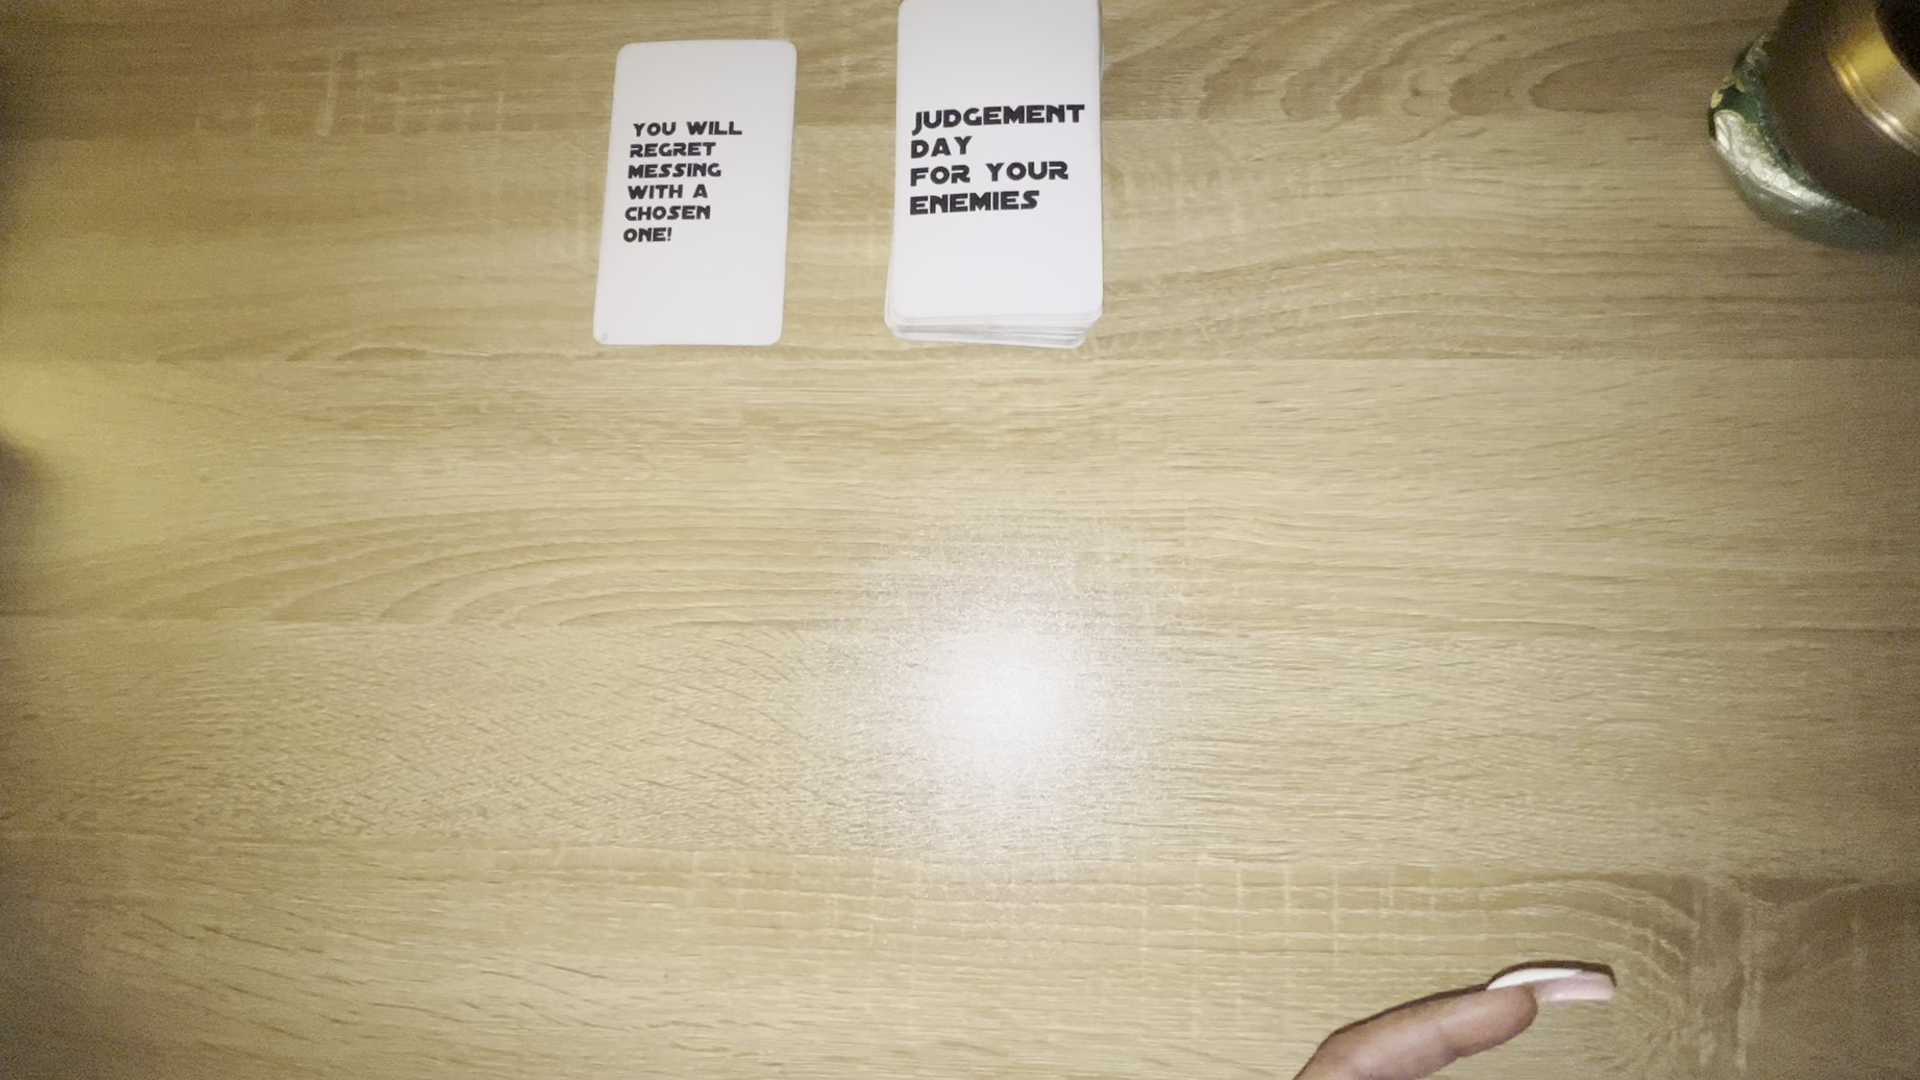 YOU WILL
REGRET
MESSING
WITH A
CHOSEN
ONE!
JUDGEMENT
DAY
FOR YOUR
ENEMIES